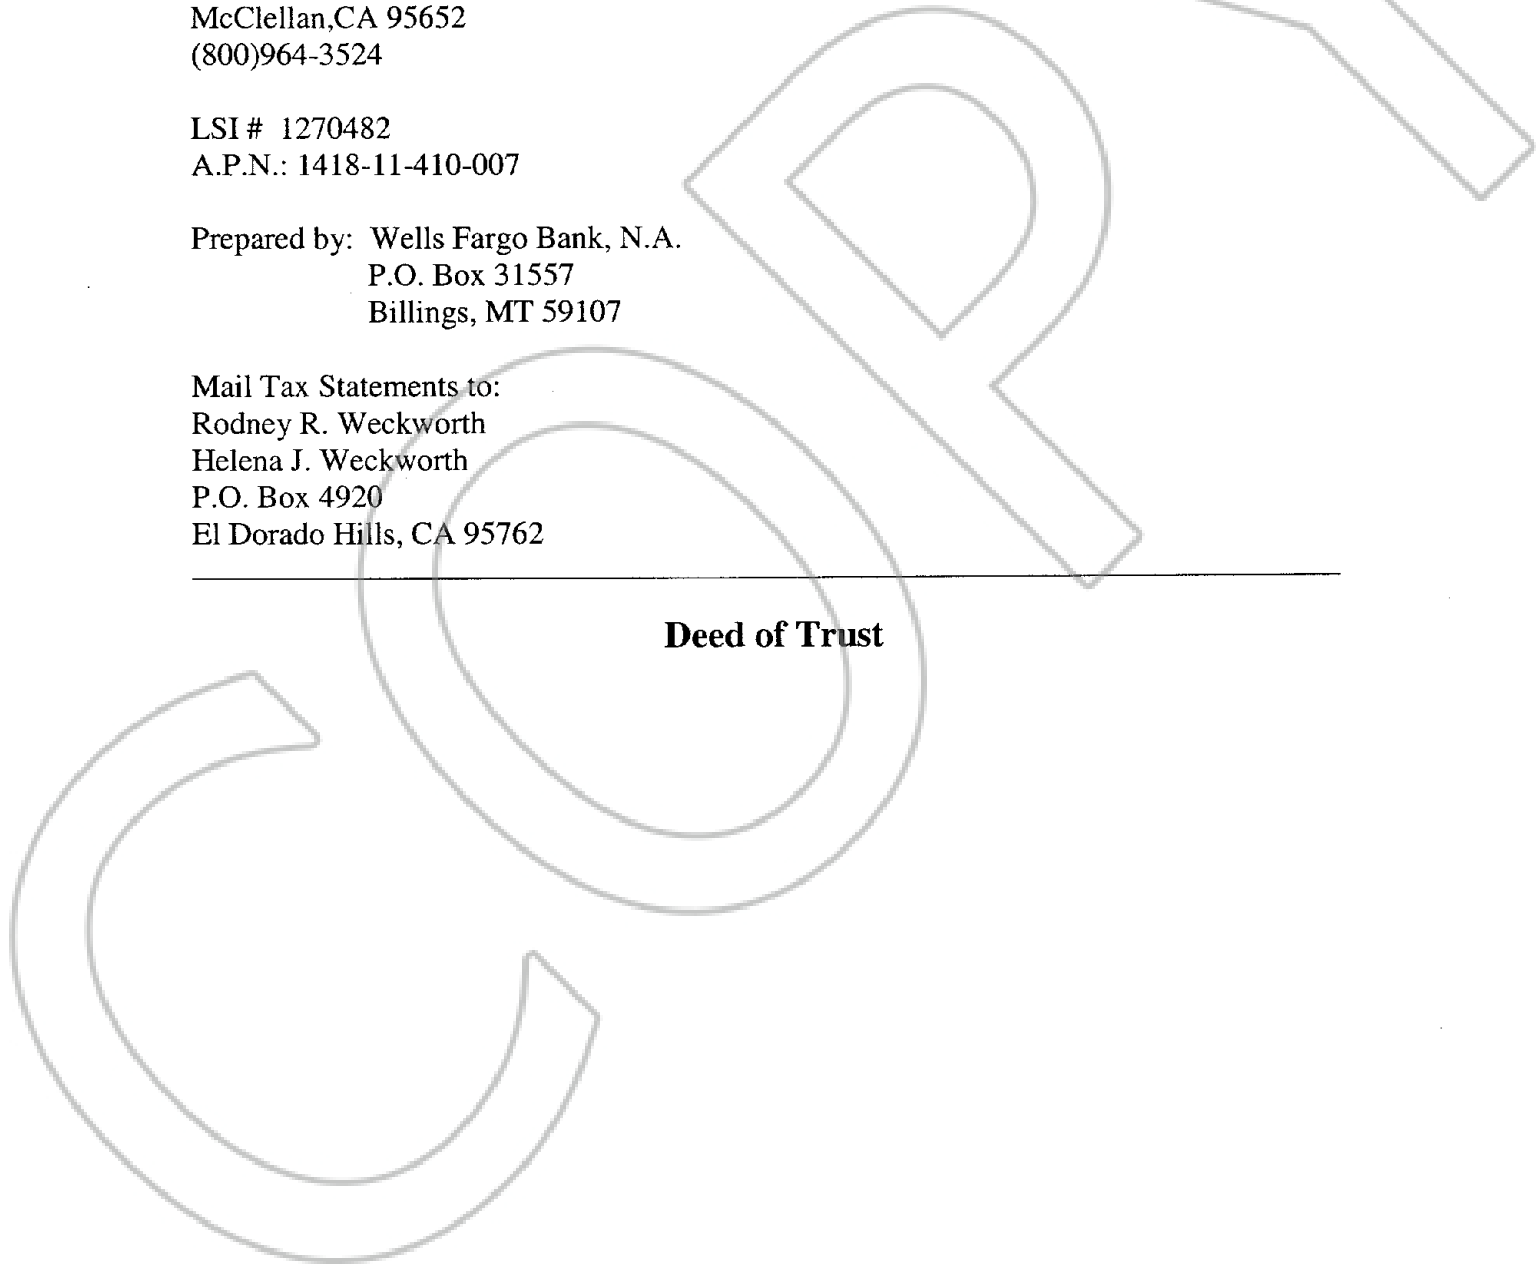 McClellan,CA 95652
(800)964-3524
LSI # 1270482
A.P.N.: 1418-11-410-007
Prepared by: Wells Fargo Bank, N.A.
P.O. Box 31557
Billings, MT 59107
Mail Tax Statements to:
Rodney R. Weckworth
Helena J. Weckworth
P.O. Box 4920
El Dorado Hills, CA 95762
Deed of Trust
COPY